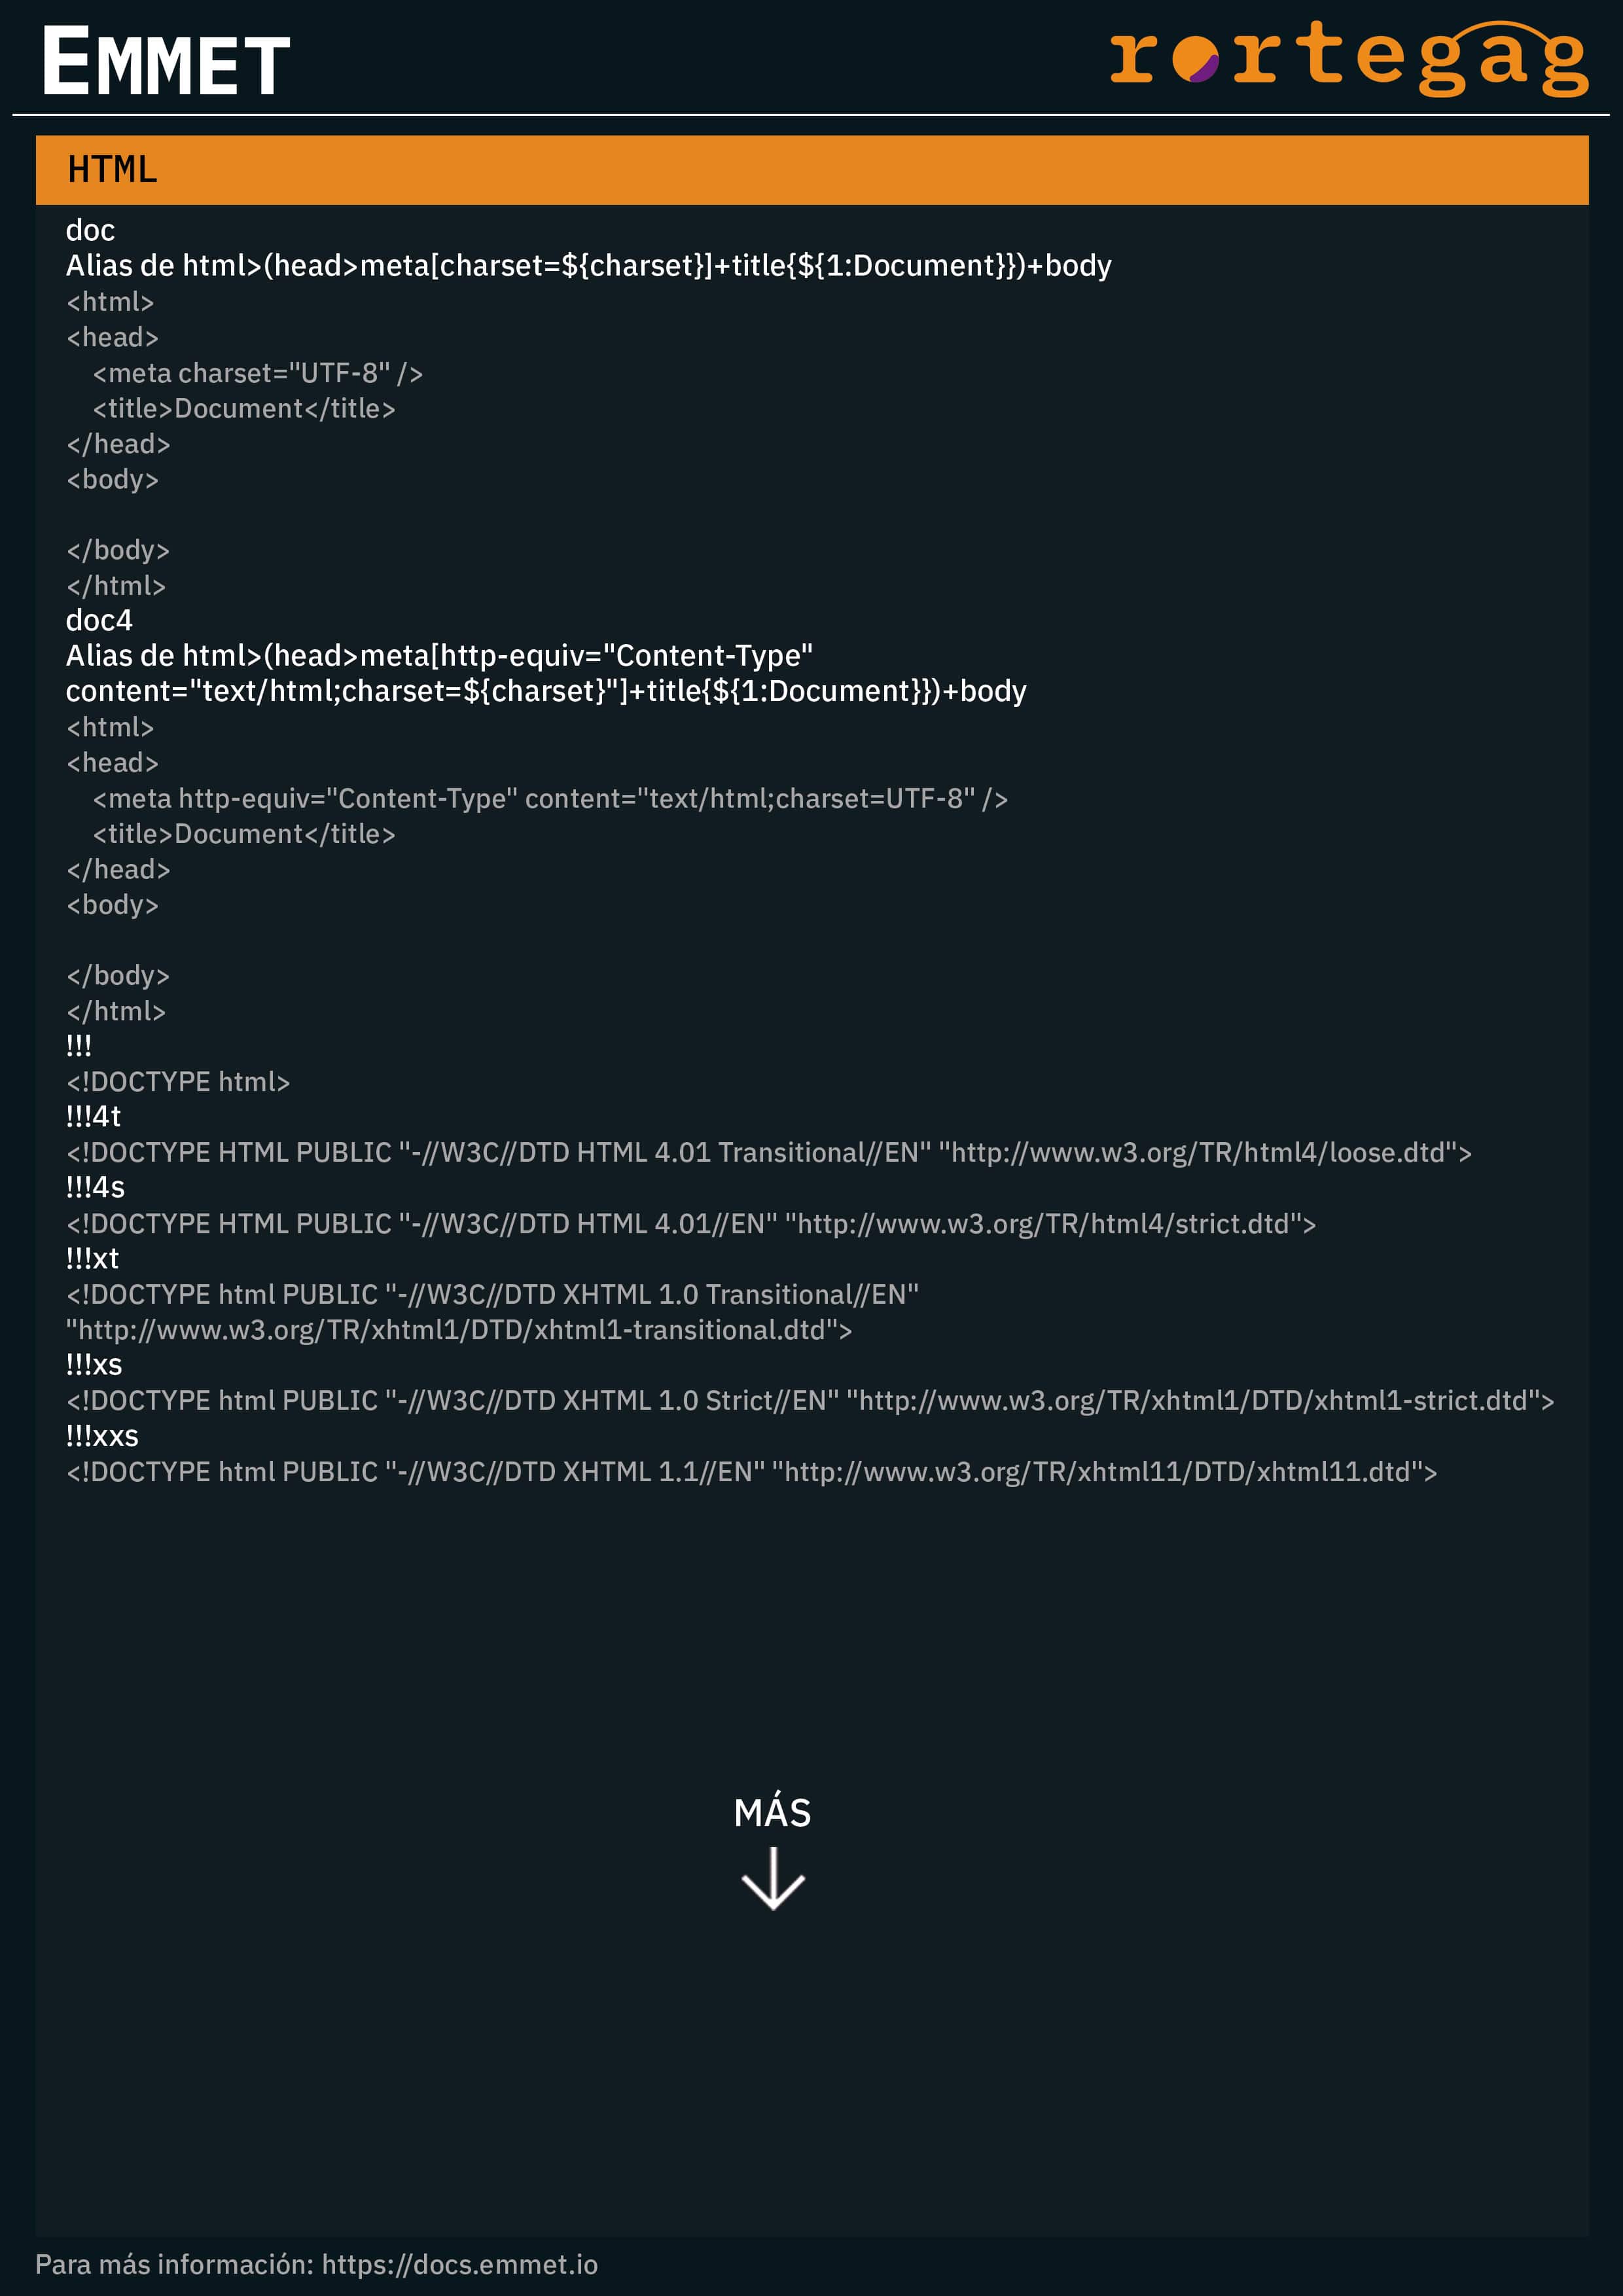 EMMET
rortegag
HTML
doc
Alias de html>(head>meta[charset=${charset}]+title{${1:Document}})+body
<html>
<head>
<meta charset="UTF-8" />
<title>Document</title>
</head>
<body>
</body>
</html>
doc4
Alias de html>(head>meta[http-equiv="Content-Type"
content="text/html;charset=${charset}"]+title{${1:Document}})+body
<html>
<head>
<meta http-equiv="Content-Type" content="text/html;charset=UTF-8" />
<title>Document</title>
</head>
<body>
</body>
</html>
!!!
<!DOCTYPE html>
!!!4t
<!DOCTYPE HTML PUBLIC "-//W3C//DTD HTML 4.01 Transitional//EN" "http://www.w3.org/TR/html4/loose.dtd">
!!!4s
<!DOCTYPE HTML PUBLIC "-//W3C//DTD HTML 4.01//EN" "http://www.w3.org/TR/html4/strict.dtd">
!!!xt
<!DOCTYPE html PUBLIC "-//W3C//DTD XHTML 1.0 Transitional//EN"
"http://www.w3.org/TR/xhtml1/DTD/xhtml1-transitional.dtd">
!!!xs
<!DOCTYPE html PUBLIC "-//W3C//DTD XHTML 1.0 Strict//EN" "http://www.w3.org/TR/xhtml1/DTD/xhtml1-strict.dtd">
!!!xxs
<!DOCTYPE html PUBLIC "-//W3C//DTD XHTML 1.1//EN" "http://www.w3.org/TR/xhtml11/DTD/xhtml11.dtd">
MÁS
Para más información: https://docs.emmet.io